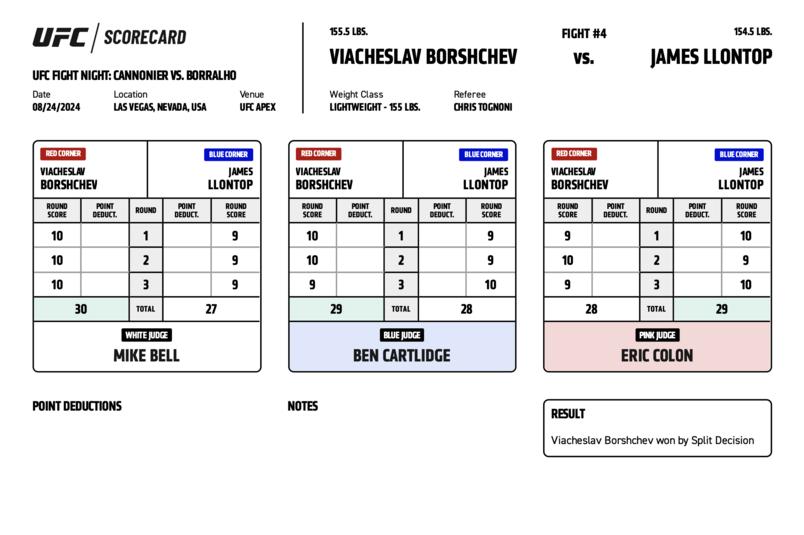 UFC / SCORECARD
UFC FIGHT NIGHT: CANNONIER VS. BORRALHO
Date Location Venue
08/24/2024 LAS VEGAS, NEVADA, USA UFC APEX
155.5 LBS. FIGHT #4 154.5 LBS.
VIACHESLAV BORSHCHEV VS. JAMES LLONTOP
Weight Class Referee
LIGHTWEIGHT - 155 LBS. CHRIS TOGNONI
RED CORNER BLUE CORNER
VIACHESLAV JAMES
BORSHCHEV LLONTOP
ROUND POINT ROUND POINT ROUND
SCORE DEDUCT. DEDUCT. SCORE
10 1 9
10 2 9
10 3 9
30 TOTAL 27
WHITE JUDGE
MIKE BELL
RED CORNER BLUE CORNER
VIACHESLAV JAMES
BORSHCHEV LLONTOP
ROUND POINT ROUND POINT ROUND
SCORE DEDUCT. DEDUCT. SCORE
10 1 9
10 2 9
9 3 10
29 TOTAL 28
BLUE JUDGE
BEN CARTLIDGE
RED CORNER BLUE CORNER
VIACHESLAV JAMES
BORSHCHEV LLONTOP
ROUND POINT ROUND POINT ROUND
SCORE DEDUCT. DEDUCT. SCORE
9 1 10
10 2 9
9 3 10
28 TOTAL 29
PINK JUDGE
ERIC COLON
POINT DEDUCTIONS
NOTES
RESULT
Viacheslav Borshchev won by Split Decision